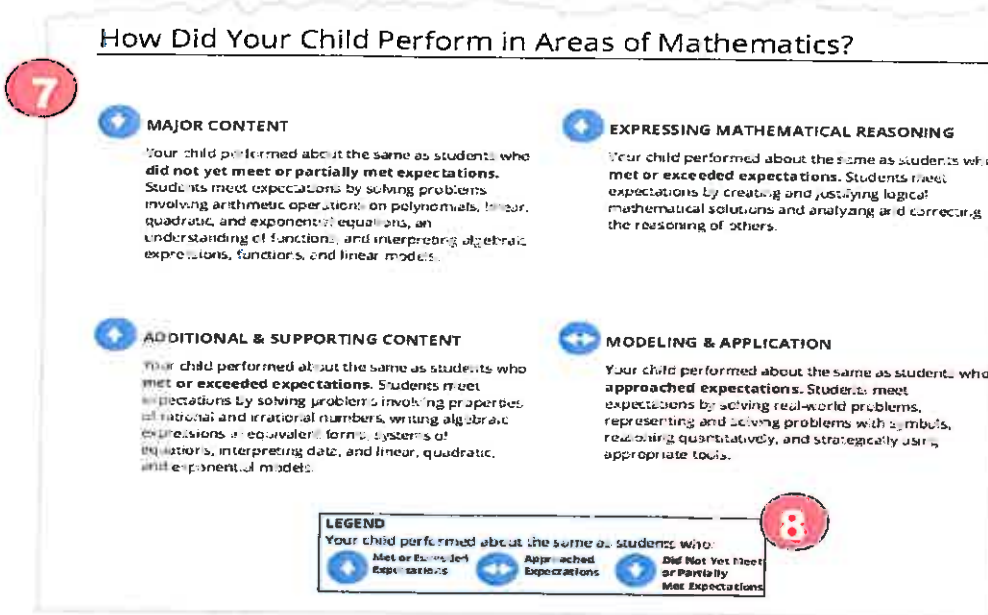 How Did Your Child Perform in Areas of Mathematics?
7
MAJOR CONTENT
Your child performed about the same as students who
did not yet meet or partially met expectations.
Students meet expectations by solving problems
involving arithmetic operations on polynomials, linear,
quadratic, and exponential equations, an
understanding of functions, and interpreting algebraic
expressions, functions, and linear models.
EXPRESSING MATHEMATICAL REASONING
Your child performed about the same as students who
met or exceeded expectations. Students meet
expectations by creating and justifying logical
mathematical solutions and analyzing and correcting
the reasoning of others.
ADDITIONAL & SUPPORTING CONTENT
Your child performed about the same as students who
met or exceeded expectations. Students meet
expectations by solving problems involving properties
of rational and irrational numbers, writing algebraic
expressions in equivalent forms, systems of
equations, interpreting data, and linear, quadratic,
and exponential models.
MODELING & APPLICATION
Your child performed about the same as students who
approached expectations. Students meet
expectations by solving real-world problems,
representing and solving problems with symbols,
reasoning quantitatively, and strategically using
appropriate tools.
8
LEGEND
Your child performed about the same as students who:
Met or Exceeded
Expectations
Approached
Expectations
Did Not Yet Meet
or Partially
Met Expectations